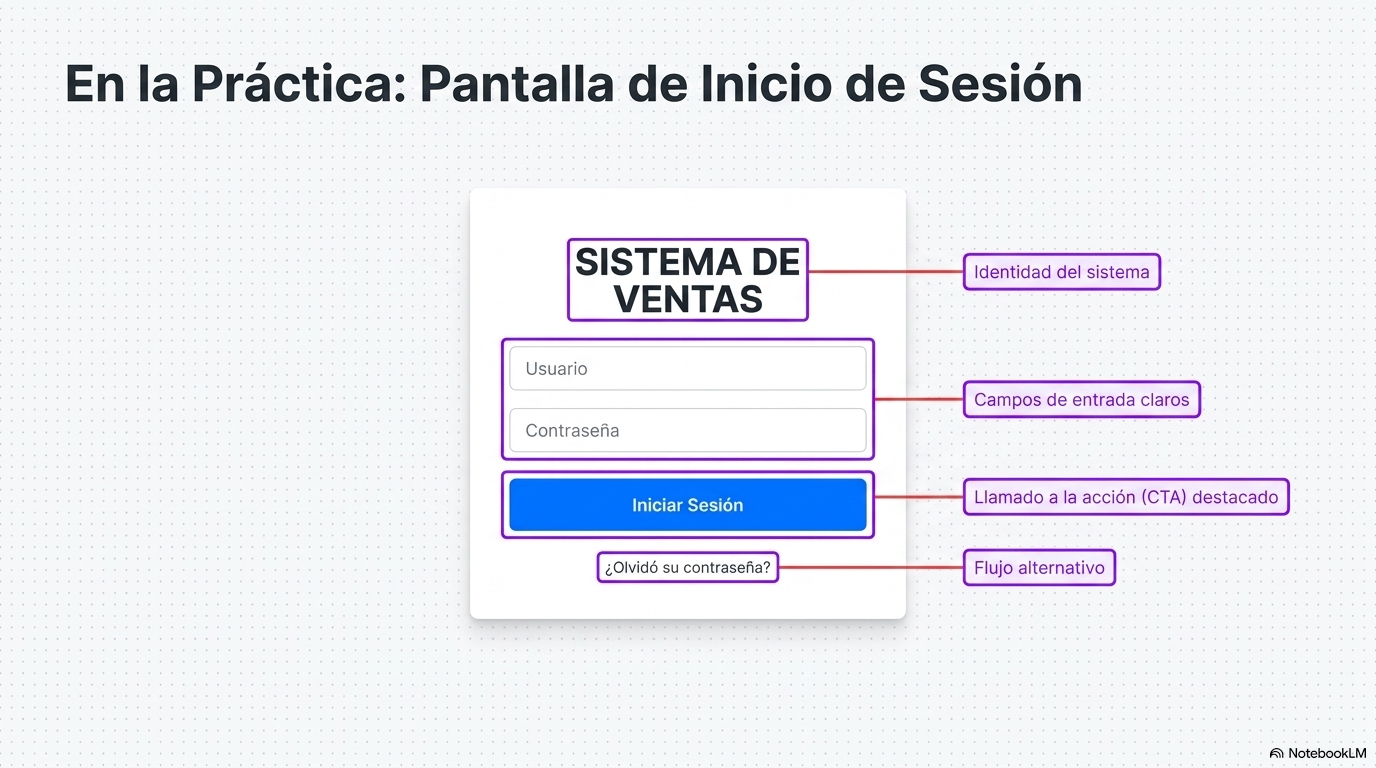 En la Práctica: Pantalla de Inicio de Sesión
SISTEMA DE
VENTAS
Identidad del sistema
Usuario
Contraseña
Campos de entrada claros
Iniciar Sesión
Llamado a la acción (CTA) destacado
¿Olvidó su contraseña?
Flujo alternativo
NotebookLM